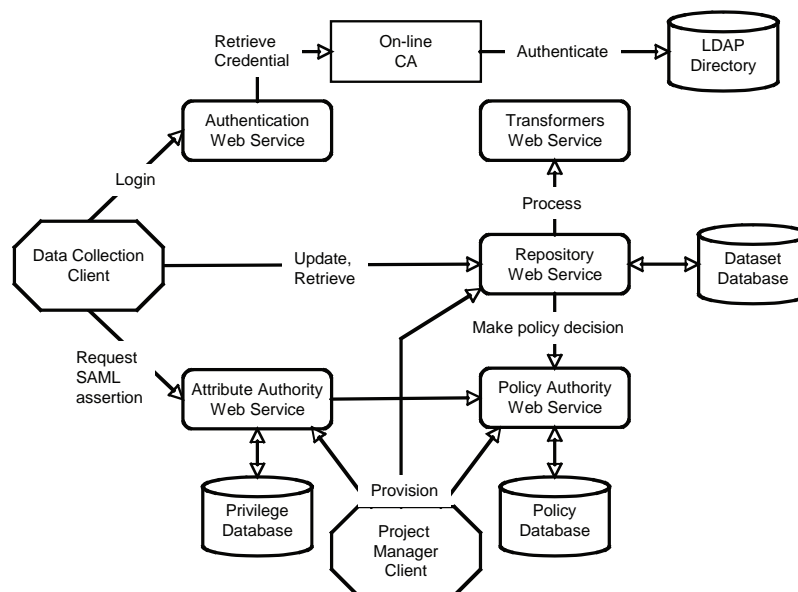 Retrieve
Credential
On-line
CA
Authenticate
LDAP
Directory
Authentication
Web Service
Transformers
Web Service
Login
Process
Data Collection
Client
Update,
Retrieve
Repository
Web Service
Dataset
Database
Make policy decision
Request
SAML
assertion
Attribute Authority
Web Service
Policy Authority
Web Service
Provision
Privilege
Database
Project
Manager
Client
Policy
Database